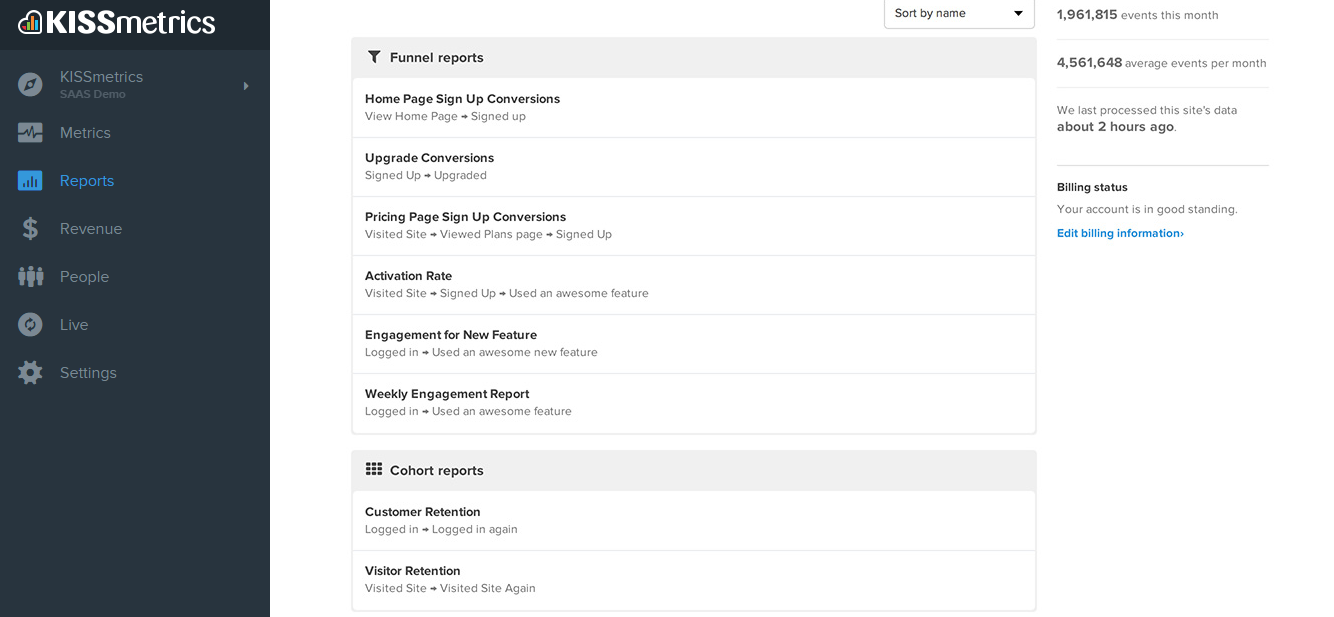 KISSmetrics
KISSmetrics
SAAS Demo
Metrics
Reports
Revenue
People
Live
Settings
Sort by name
Funnel reports
Home Page Sign Up Conversions
View Home Page → Signed up
Upgrade Conversions
Signed Up → Upgraded
Pricing Page Sign Up Conversions
Visited Site → Viewed Plans page → Signed Up
Activation Rate
Visited Site → Signed Up → Used an awesome feature
Engagement for New Feature
Logged in → Used an awesome new feature
Weekly Engagement Report
Logged in → Used an awesome feature
Cohort reports
Customer Retention
Logged in → Logged in again
Visitor Retention
Visited Site → Visited Site Again
1,961,815 events this month
4,561,648 average events per month
We last processed this site's data
about 2 hours ago.
Billing status
Your account is in good standing.
Edit billing information›